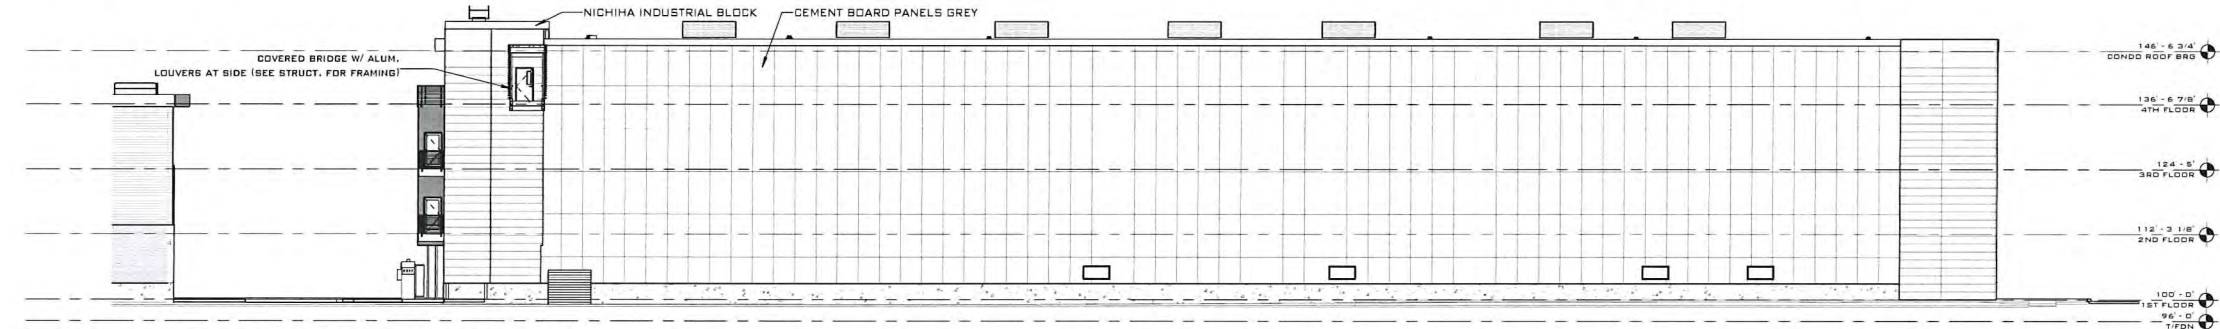 NICHIHA INDUSTRIAL BLOCK
CEMENT BOARD PANELS GREY
COVERED BRIDGE W/ ALUM.
LOUVERS AT SIDE (SEE STRUCT. FOR FRAMING)
146' - 6 3/4"
CONDO ROOF BRG
136' - 6 7/8"
4TH FLOOR
124' - 5"
3RD FLOOR
112' - 3 1/8"
2ND FLOOR
100' - 0"
1ST FLOOR
96' - 0"
T/FDN